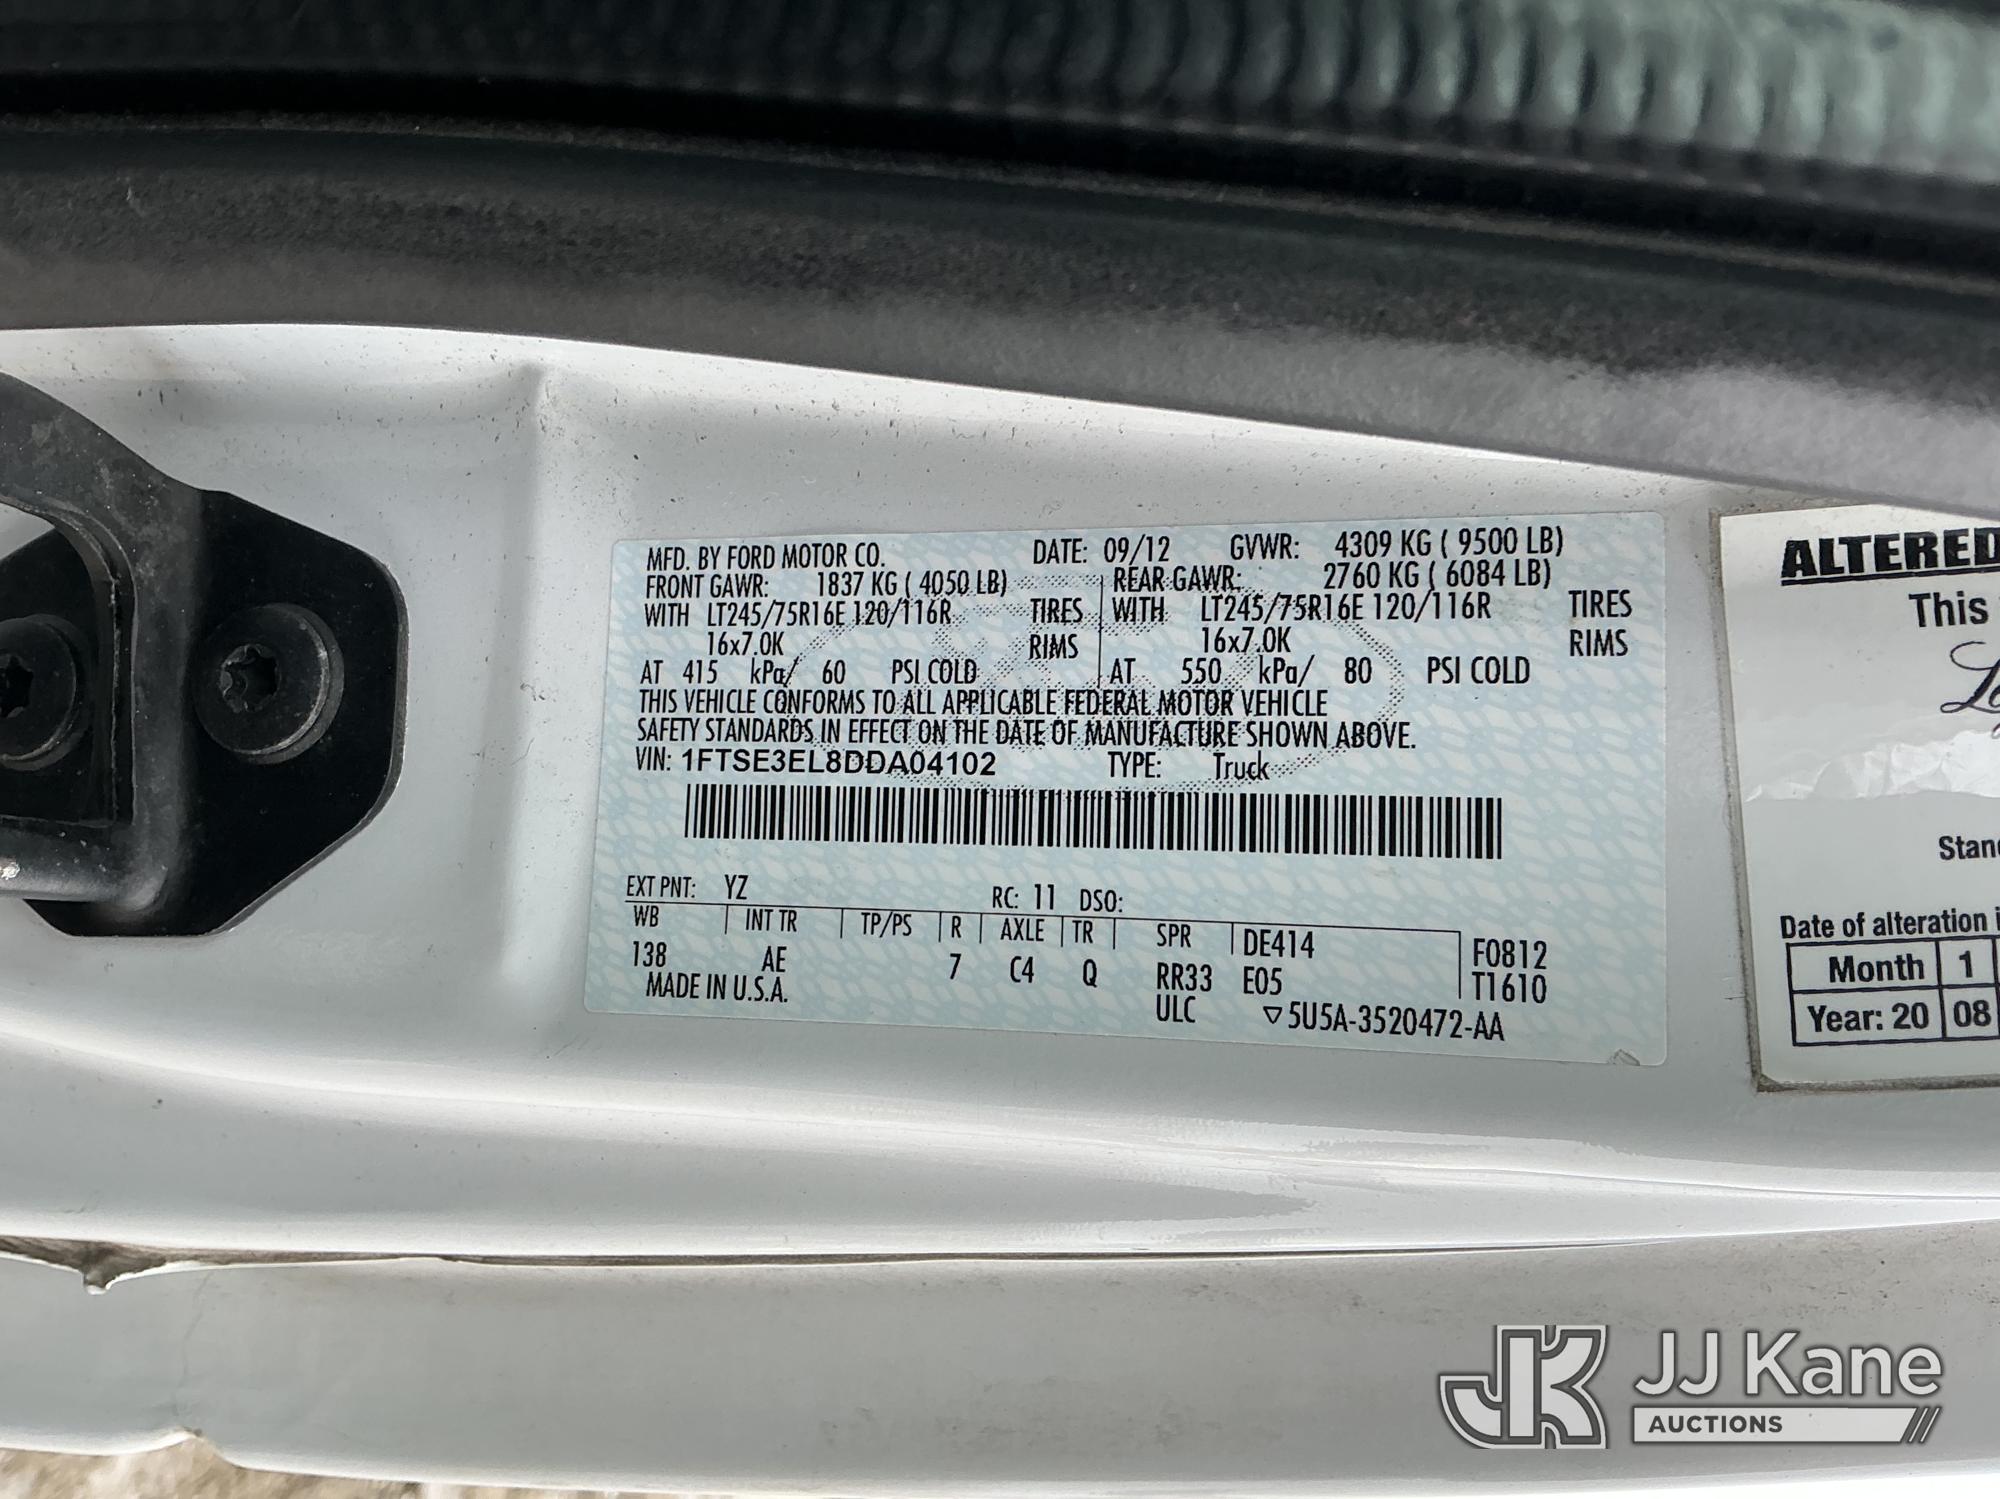 MFD. BY FORD MOTOR CO. DATE: 09/12 GVWR: 4309 KG ( 9500 LB)
FRONT GAWR: 1837 KG ( 4050 LB) REAR GAWR: 2760 KG ( 6084 LB)
WITH LT245/75R16E 120/116R TIRES WITH LT245/75R16E 120/116R TIRES
16x7.0K RIMS 16x7.0K RIMS
AT 415 kPa/ 60 PSI COLD AT 550 kPa/ 80 PSI COLD
THIS VEHICLE CONFORMS TO ALL APPLICABLE FEDERAL MOTOR VEHICLE
SAFETY STANDARDS IN EFFECT ON THE DATE OF MANUFACTURE SHOWN ABOVE.
VIN: 1FTSE3EL8DDA04102 TYPE: Truck
EXT PNT: YZ RC: 11 DSO:
WB INT TR TP/PS R AXLE TR SPR DE414 F0812
138 AE 7 C4 Q RR33 E05 T1610
MADE IN U.S.A. ULC ▽5U5A-3520472-AA
ALTERED
This
Date of alteration
Month 1
Year: 20 08
JK JJ Kane
AUCTIONS